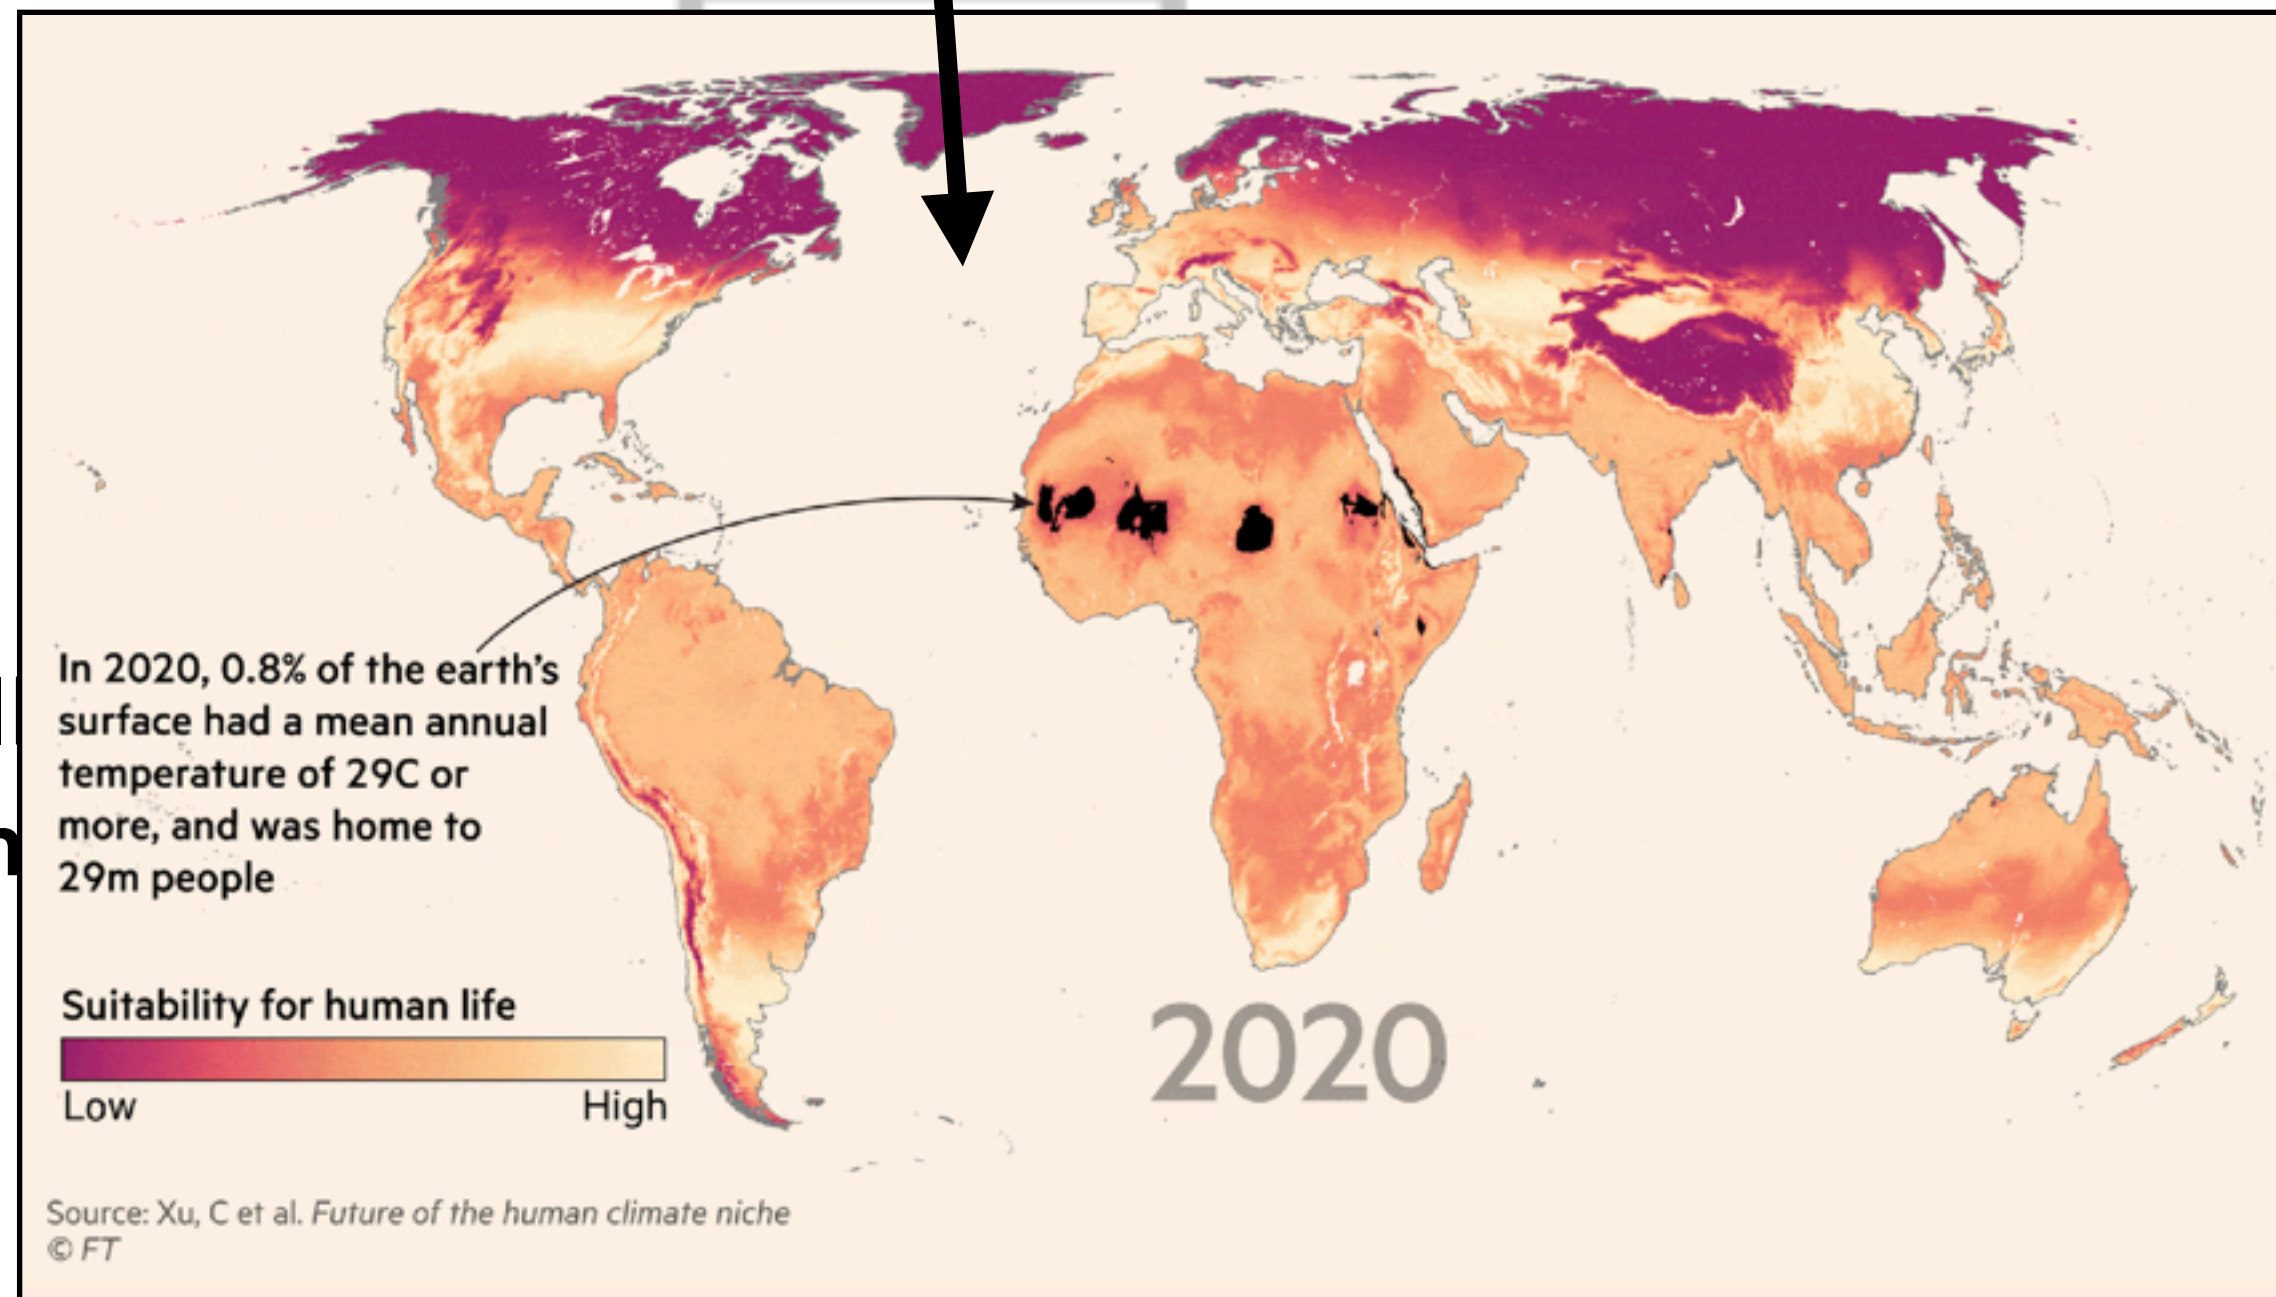 In 2020, 0.8% of the earth's
surface had a mean annual
temperature of 29C or
more, and was home to
29m people
Suitability for human life
Low High
2020
Source: Xu, C et al. Future of the human climate niche
© FT